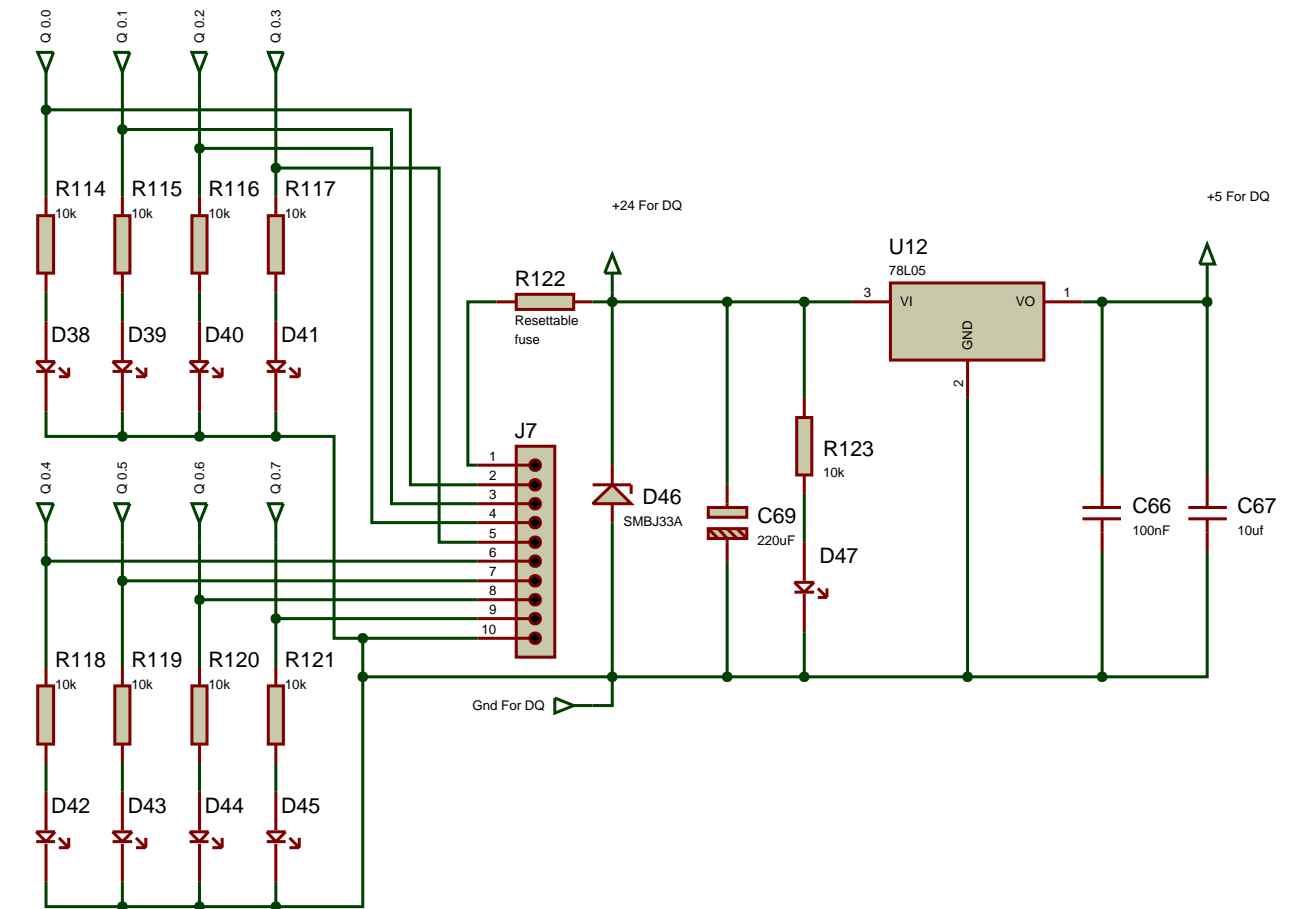 Q 0.0
Q 0.1
Q 0.2
Q 0.3
R114
10k
R115
10k
R116
10k
R117
10k
D38
D39
D40
D41
Q 0.4
Q 0.5
Q 0.6
Q 0.7
R118
10k
R119
10k
R120
10k
R121
10k
D42
D43
D44
D45
J7
1
2
3
4
5
6
7
8
9
10
R122
Resettable
fuse
+24 For DQ
D46
SMBJ33A
Gnd For DQ
C69
220uF
R123
10k
D47
U12
78L05
3
VI
VO
1
GND
2
+5 For DQ
C66
100nF
C67
10uf